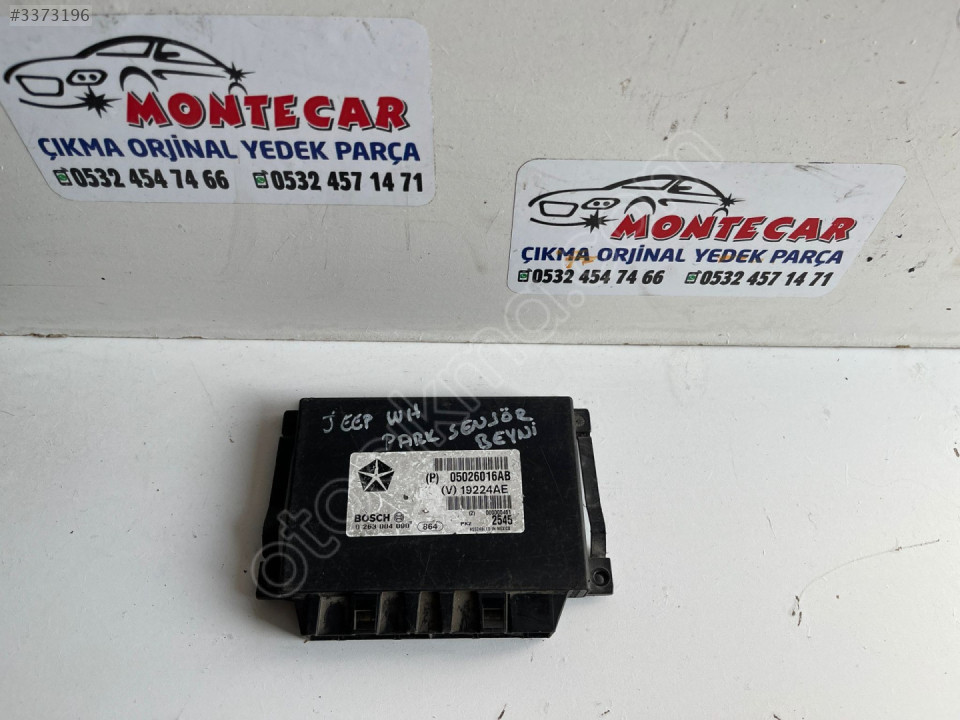 #3373196
MONTECAR
ÇIKMA ORJİNAL YEDEK PARÇA
0532 454 74 66 0532 457 14 71
MONTECAR
ÇIKMA ORJİNAL YEDEK PARÇA
0532 454 74 66 0532 457 14 71
JEEP WH
PARK SENSÖR
BEYNİ
(P) 05026016AB
(V) 19224AE
BOSCH
0 263 004 090
864
PK2
2545